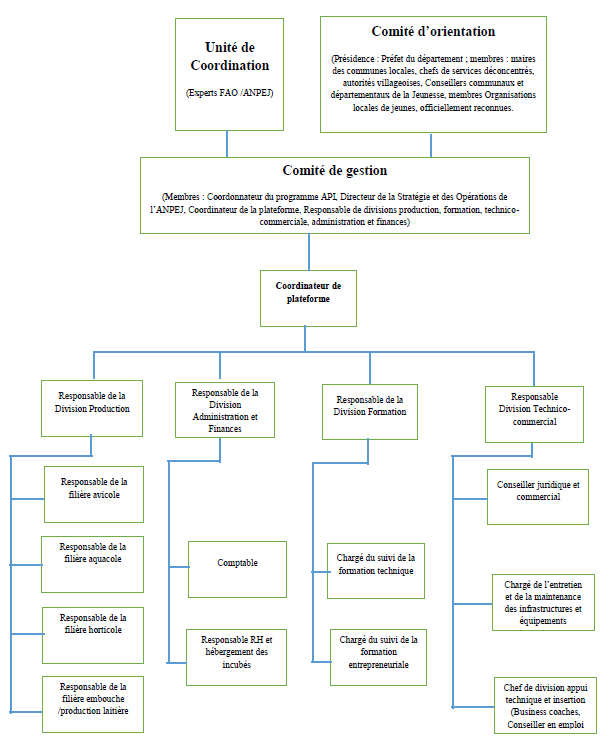 Unité de
Coordination
(Experts FAO /ANPEJ)
Comité d’orientation
(Présidence : Préfet du département ; membres : maires
des communes locales, chefs de services déconcentrés,
autorités villageoises, Conseillers communaux et
départementaux de la Jeunesse, membres Organisations
locales de jeunes, officiellement reconnues.
Comité de gestion
(Membres : Coordonnateur du programme API, Directeur de la Stratégie et des Opérations de
l’ANPEJ, Coordinateur de la plateforme, Responsable de divisions production, formation, technico-
commerciale, administration et finances)
Coordinateur de
plateforme
Responsable de la
Division Production
Responsable de la
Division
Administration et
Finances
Responsable de la
Division Formation
Responsable
Division Technico-
commercial
Responsable de la
filière avicole
Responsable de la
filière aquacole
Responsable de la
filière horticole
Responsable de la
filière embouche
/production laitière
Comptable
Responsable RH et
hébergement des
incubés
Chargé du suivi de la
formation technique
Chargé du suivi de la
formation
entrepreneuriale
Conseiller juridique et
commercial
Chargé de l’entretien
et de la maintenance
des infrastructures et
équipements
Chef de division appui
technique et insertion
(Business coaches,
Conseiller en emploi